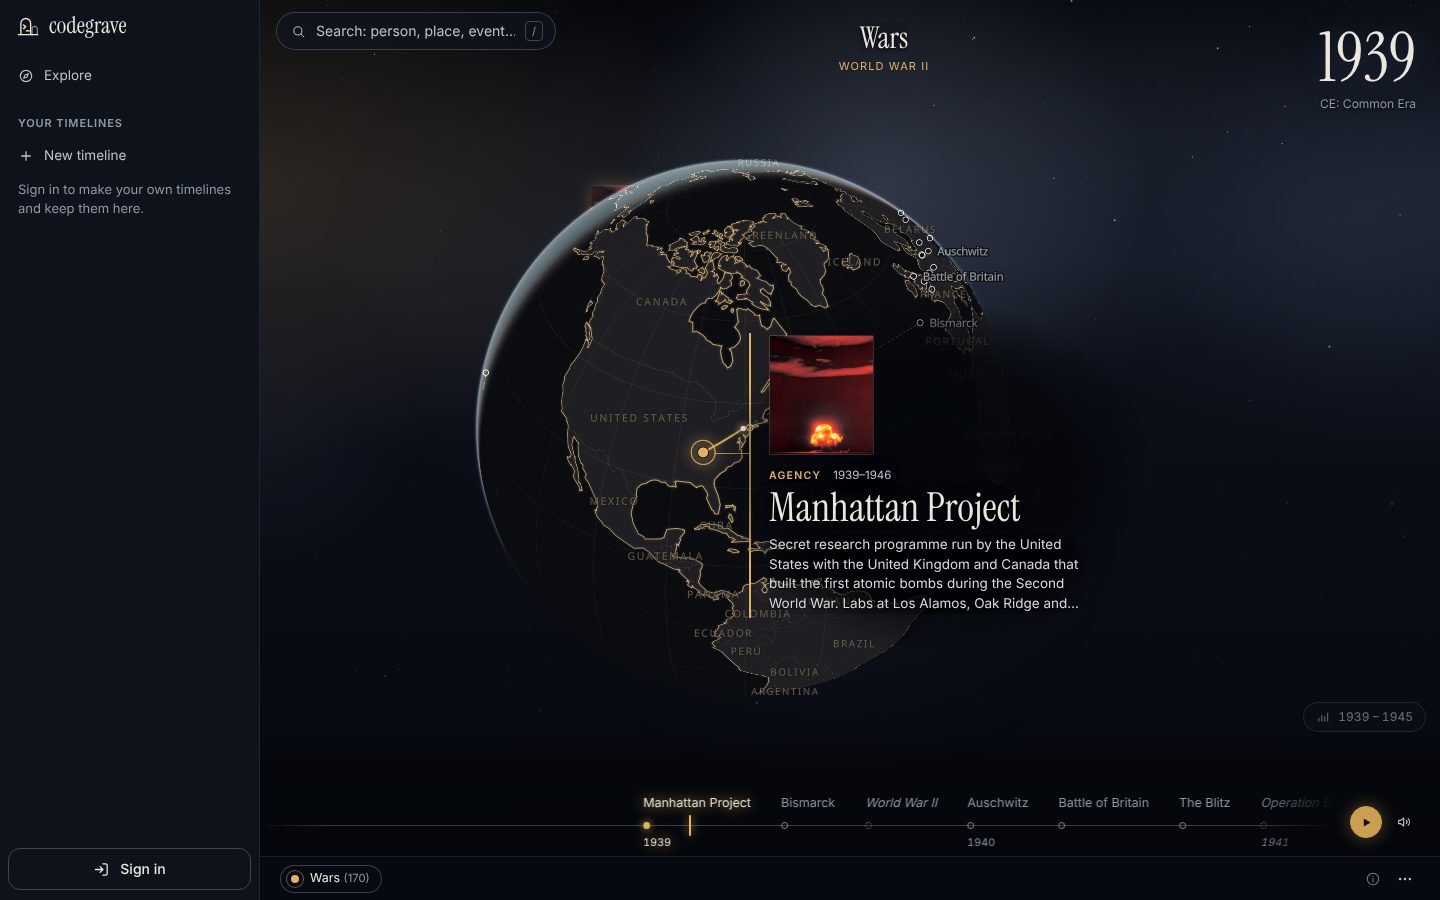 codegrave
Explore
YOUR TIMELINES
New timeline
Sign in to make your own timelines
and keep them here.
Sign in
Search: person, place, event...
/
Wars
WORLD WAR II
1939
CE: Common Era
RUSSIA
GREENLAND
ICELAND
BELARUS
Auschwitz
Battle of Britain
FRANCE
Bismarck
PORTUGAL
MOROCCO
BURKINA FASO
GUINEA
CANADA
UNITED STATES
MEXICO
CUBA
GUATEMALA
PANAMA
COLOMBIA
ECUADOR
PERU
BRAZIL
BOLIVIA
ARGENTINA
AGENCY 1939–1946
Manhattan Project
Secret research programme run by the United
States with the United Kingdom and Canada that
built the first atomic bombs during the Second
World War. Labs at Los Alamos, Oak Ridge and...
1939 – 1945
Manhattan Project
Bismarck
World War II
Auschwitz
Battle of Britain
The Blitz
Operation B
1939
1940
1941
Wars (170)